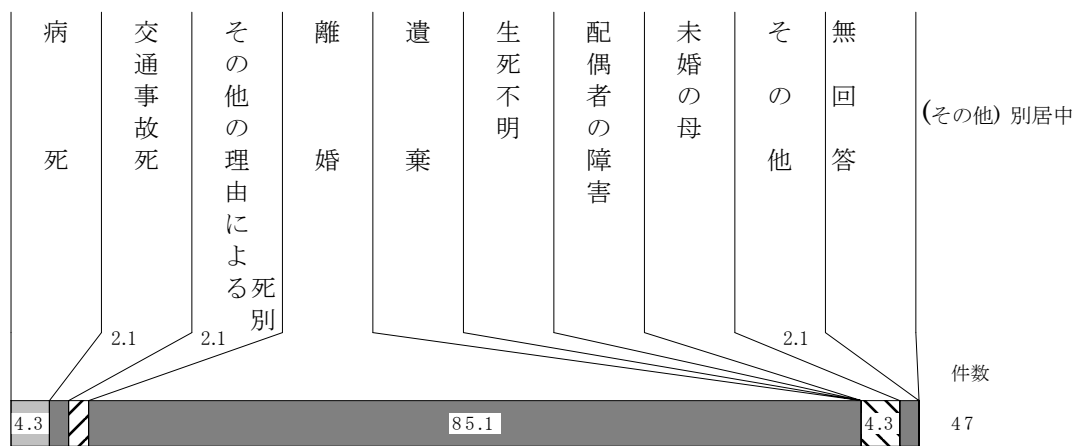 病死
交通事故死
その他の理由による
死別
離婚
遺棄
生死不明
配偶者の障害
未婚の母
その他
無回答
(その他) 別居中
2.1
2.1
2.1
件数
4.3
85.1
4.3
47